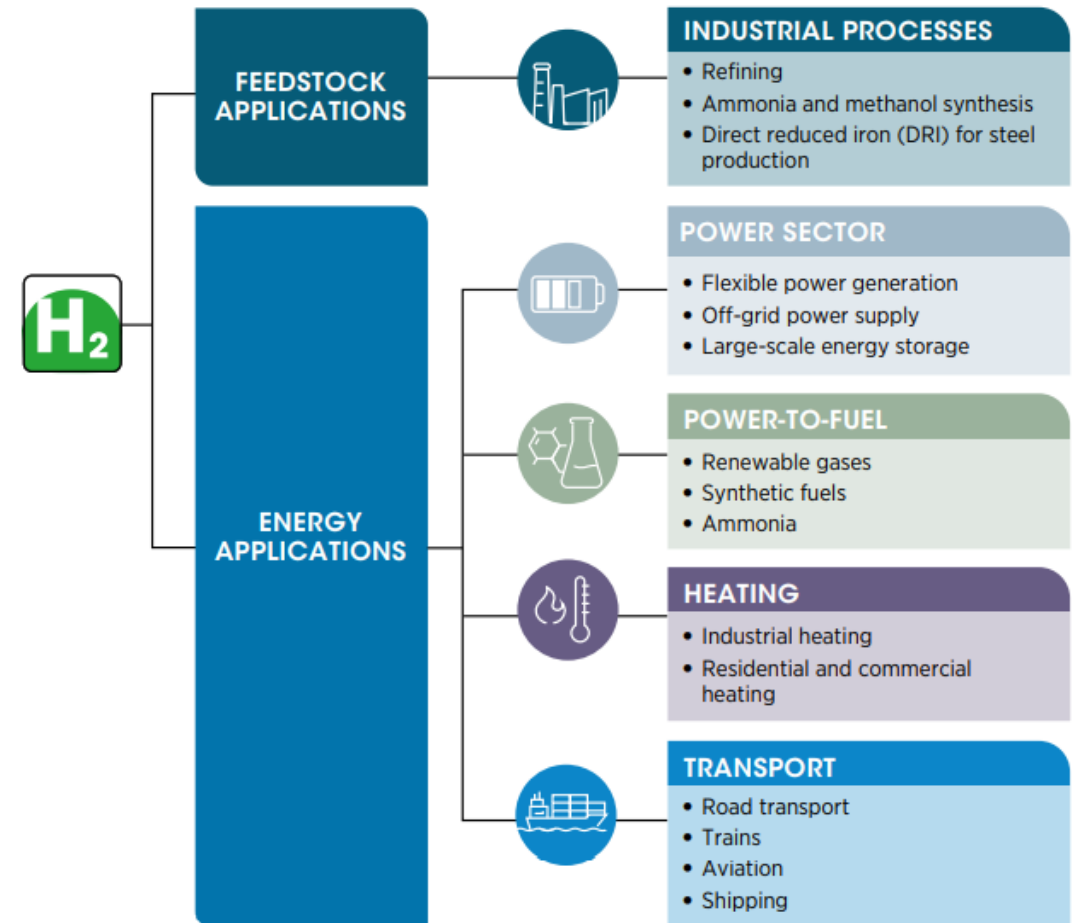 H2
FEEDSTOCK
APPLICATIONS
INDUSTRIAL PROCESSES
• Refining
• Ammonia and methanol synthesis
• Direct reduced iron (DRI) for steel
production
ENERGY
APPLICATIONS
POWER SECTOR
• Flexible power generation
• Off-grid power supply
• Large-scale energy storage
POWER-TO-FUEL
• Renewable gases
• Synthetic fuels
• Ammonia
HEATING
• Industrial heating
• Residential and commercial
heating
TRANSPORT
• Road transport
• Trains
• Aviation
• Shipping